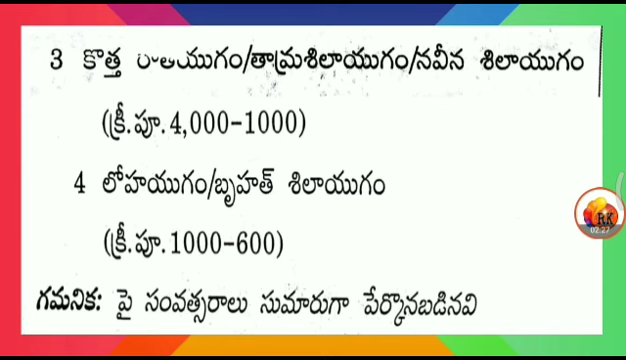 3 కొత్త రాతియుగం/తామ్రశిలాయుగం/నవీన శిలాయుగం
(క్రీ.పూ.4,000-1000)
4 లోహయుగం/బృహత్ శిలాయుగం
(క్రీ.పూ.1000-600)
గమనిక: పై సంవత్సరాలు సుమారుగా పేర్కొనబడినవి
RK
02:27